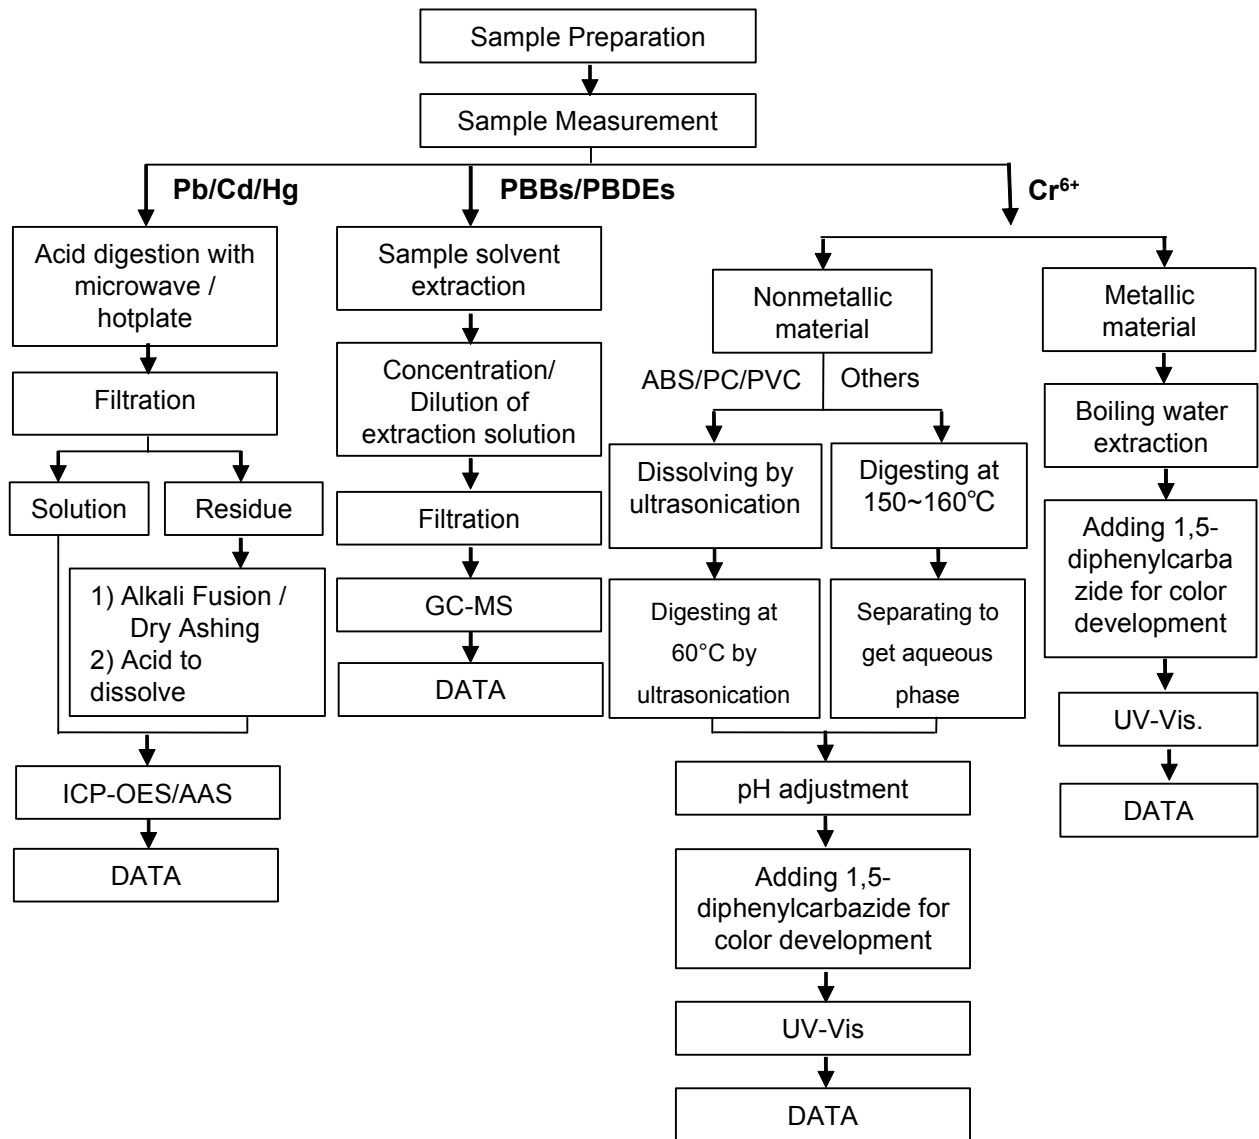 Sample Preparation
Sample Measurement
Pb/Cd/Hg
PBBs/PBDEs
Cr⁶⁺
Acid digestion with
microwave /
hotplate
Filtration
Solution
Residue
1) Alkali Fusion /
Dry Ashing
2) Acid to
dissolve
ICP-OES/AAS
DATA
Sample solvent
extraction
Concentration/
Dilution of
extraction solution
Filtration
GC-MS
DATA
Nonmetallic
material
ABS/PC/PVC
Others
Dissolving by
ultrasonication
Digesting at
60°C by
ultrasonication
Digesting at
150~160℃
Separating to
get aqueous
phase
pH adjustment
Adding 1,5-
diphenylcarbazide for
color development
UV-Vis
DATA
Metallic
material
Boiling water
extraction
Adding 1,5-
diphenylcarba
zide for color
development
UV-Vis.
DATA